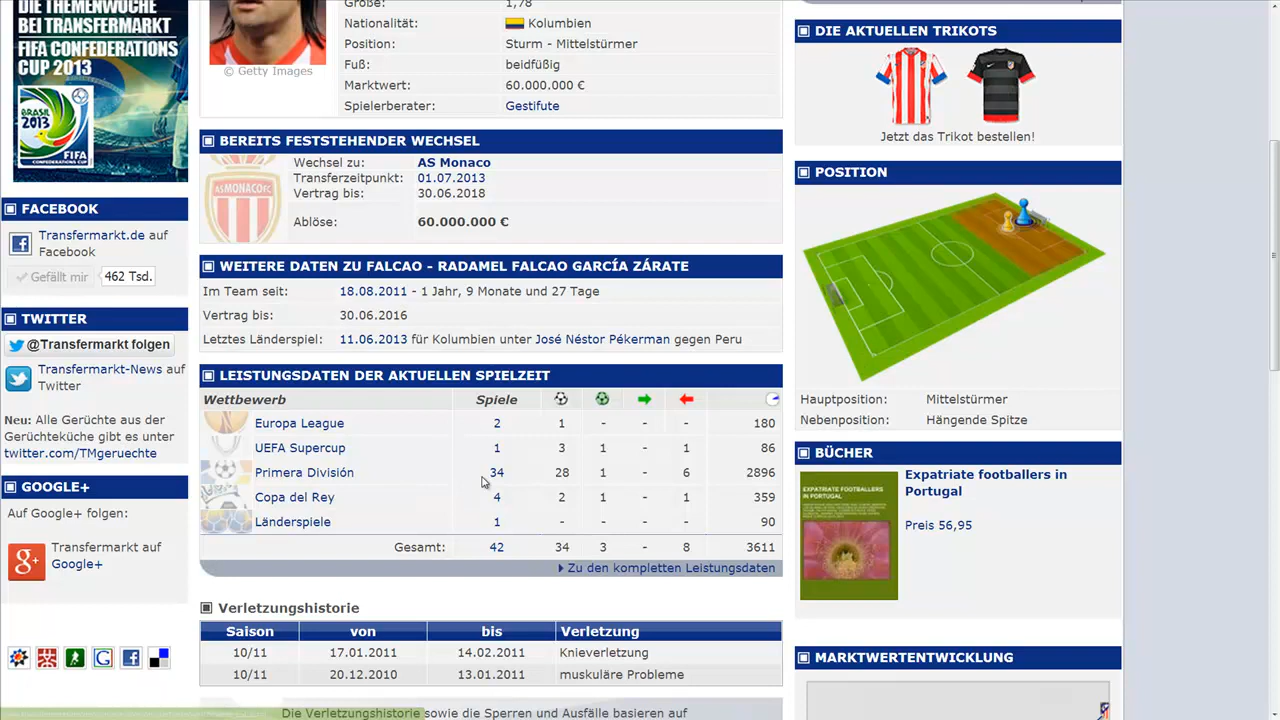 DIE THEMENWOCHE
BEI TRANSFERMARKT
FIFA CONFEDERATIONS
CUP 2013
BRASIL
2013
FIFA
FACEBOOK
Transfermarkt.de auf
Facebook
Gefällt mir
462 Tsd.
TWITTER
@Transfermarkt folgen
Transfermarkt-News auf
Twitter
Neu: Alle Gerüchte aus der
Gerüchteküche gibt es unter
twitter.com/TMgeruechte
GOOGLE+
Auf Google+ folgen:
Transfermarkt auf
Google+
© Getty Images
Größe: 1,78
Nationalität: Kolumbien
Position: Sturm - Mittelstürmer
Fuß: beidfüßig
Marktwert: 60.000.000 €
Spielerberater: Gestifute
BEREITS FESTSTEHENDER WECHSEL
AS MONACO FC
Wechsel zu: AS Monaco
Transferzeitpunkt: 01.07.2013
Vertrag bis: 30.06.2018
Ablöse: 60.000.000 €
WEITERE DATEN ZU FALCAO - RADAMEL FALCAO GARCÍA ZÁRATE
Im Team seit: 18.08.2011 - 1 Jahr, 9 Monate und 27 Tage
Vertrag bis: 30.06.2016
Letztes Länderspiel: 11.06.2013 für Kolumbien unter José Néstor Pékerman gegen Peru
LEISTUNGSDATEN DER AKTUELLEN SPIELZEIT
Wettbewerb Spiele
Europa League 2 1 - - - 180
UEFA Supercup 1 3 1 - 1 86
Primera División 34 28 1 - 6 2896
Copa del Rey 4 2 1 - 1 359
Länderspiele 1 - - - - 90
Gesamt: 42 34 3 - 8 3611
Zu den kompletten Leistungsdaten
Verletzungshistorie
Saison von bis Verletzung
10/11 17.01.2011 14.02.2011 Knieverletzung
10/11 20.12.2010 13.01.2011 muskuläre Probleme
Die Verletzungshistorie sowie die Sperren und Ausfälle basieren auf
DIE AKTUELLEN TRIKOTS
Jetzt das Trikot bestellen!
POSITION
Hauptposition: Mittelstürmer
Nebenposition: Hängende Spitze
BÜCHER
EXPATRIATE FOOTBALLERS
IN PORTUGAL
Expatriate footballers in
Portugal
Preis 56,95
MARKTWERTENTWICKLUNG